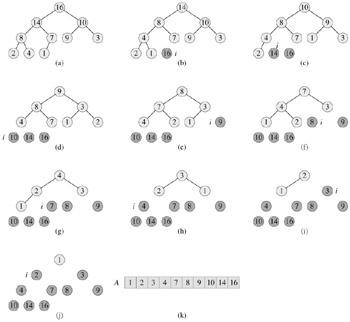 16
14 10
8 7 9 3
2 4 1
(a)
14
8 10
4 7 9 3
2 1 16 i
(b)
10
8 9
4 7 1 3
2 14 16
i
(c)
9
8 3
4 7 1 2
i 10 14 16
(d)
8
7 3
4 2 1 9 i
10 14 16
(e)
7
4 3
1 2 8 i 9
10 14 16
(f)
4
2 3
1 i 7 8 9
10 14 16
(g)
3
2 1
i 4 7 8 9
10 14 16
(h)
2
1 3 i
4 7 8 9
10 14 16
(i)
1
i 2 3
4 7 8 9
10 14 16
(j)
A 1 2 3 4 7 8 9 10 14 16
(k)